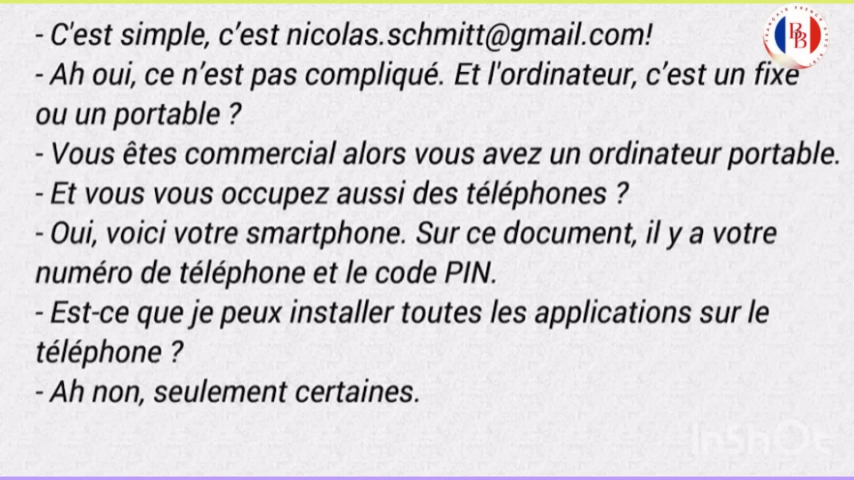 - C'est simple, c’est nicolas.schmitt@gmail.com!
- Ah oui, ce n’est pas compliqué. Et l'ordinateur, c’est un fixe
ou un portable ?
- Vous êtes commercial alors vous avez un ordinateur portable.
- Et vous vous occupez aussi des téléphones ?
- Oui, voici votre smartphone. Sur ce document, il y a votre
numéro de téléphone et le code PIN.
- Est-ce que je peux installer toutes les applications sur le
téléphone ?
- Ah non, seulement certaines.
InShOt